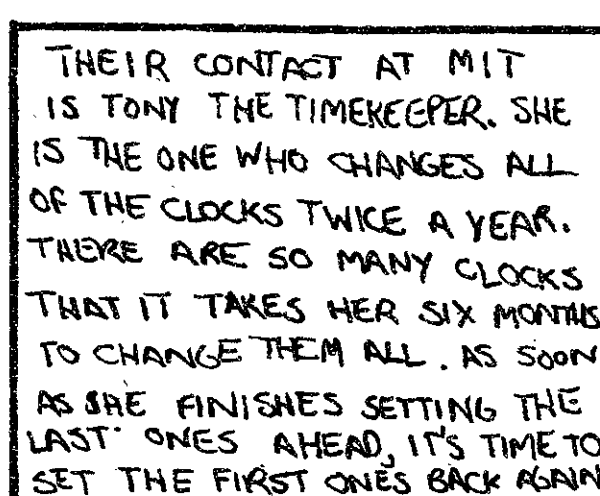 THEIR CONTACT AT MIT
IS TONY THE TIMEKEEPER. SHE
IS THE ONE WHO CHANGES ALL
OF THE CLOCKS TWICE A YEAR.
THERE ARE SO MANY CLOCKS
THAT IT TAKES HER SIX MONTHS
TO CHANGE THEM ALL. AS SOON
AS SHE FINISHES SETTING THE
LAST ONES AHEAD, IT'S TIME TO
SET THE FIRST ONES BACK AGAIN